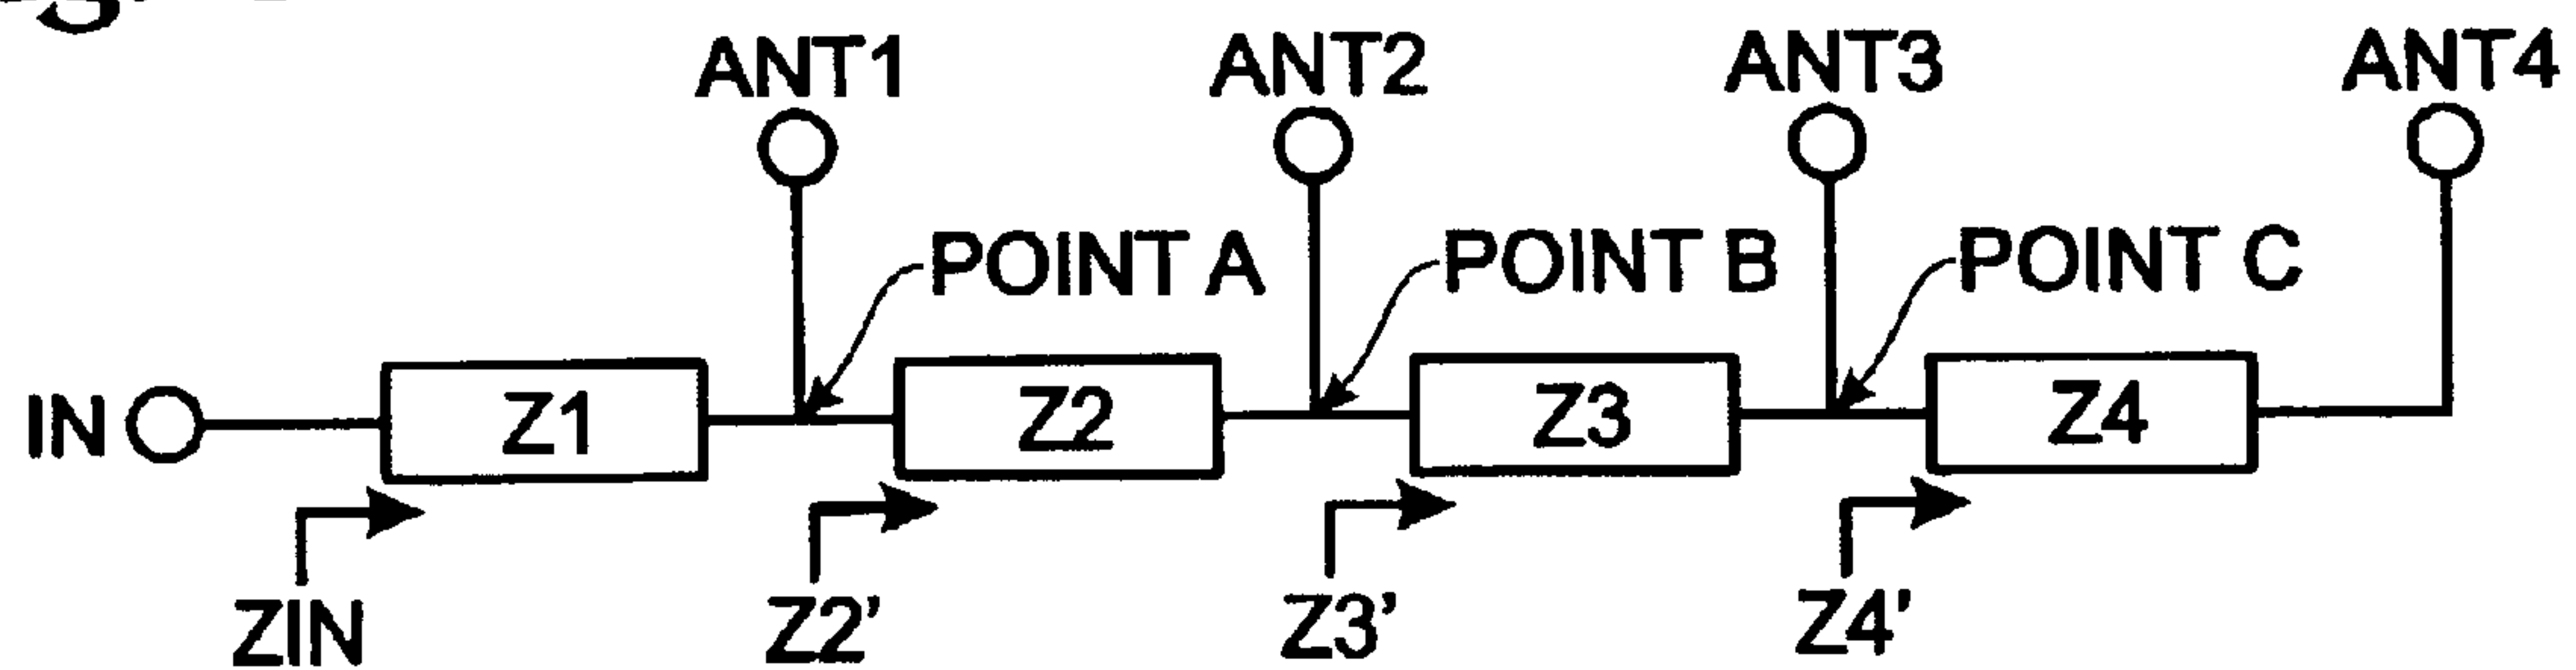 ANT1 ANT2 ANT3 ANT4
POINT A POINT B POINT C
IN Z1 Z2 Z3 Z4
ZIN Z2' Z3' Z4'